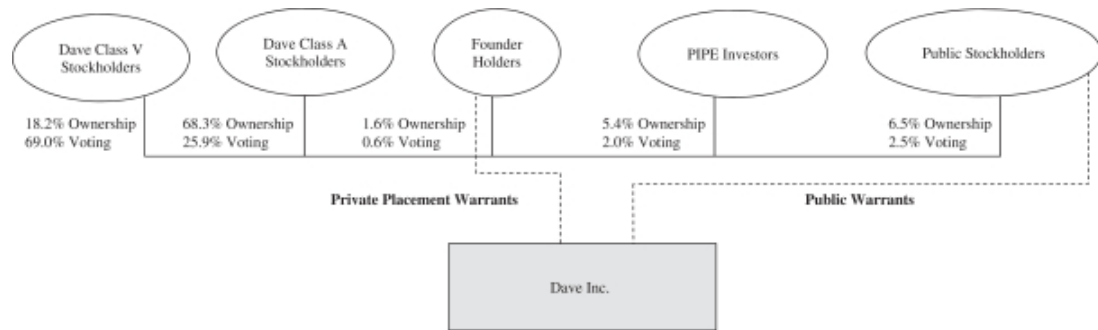 Dave Class V
Stockholders
Dave Class A
Stockholders
Founder
Holders
PIPE Investors
Public Stockholders
18.2% Ownership
69.0% Voting
68.3% Ownership
25.9% Voting
1.6% Ownership
0.6% Voting
5.4% Ownership
2.0% Voting
6.5% Ownership
2.5% Voting
Private Placement Warrants
Public Warrants
Dave Inc.